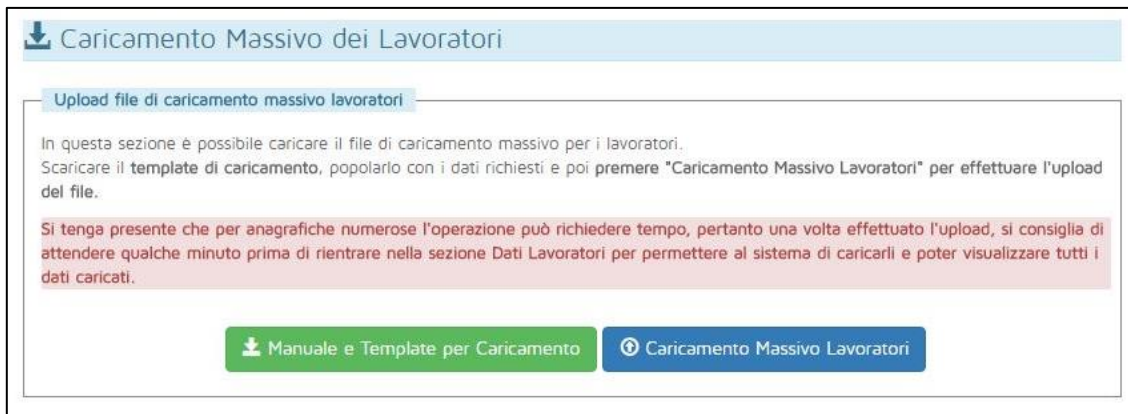 Caricamento Massivo dei Lavoratori
Upload file di caricamento massivo lavoratori
In questa sezione è possibile caricare il file di caricamento massivo per i lavoratori.
Scaricare il template di caricamento, popolarlo con i dati richiesti e poi premere "Caricamento Massivo Lavoratori" per effettuare l'upload
del file.
Si tenga presente che per anagrafiche numerose l'operazione può richiedere tempo, pertanto una volta effettuato l'upload, si consiglia di
attendere qualche minuto prima di rientrare nella sezione Dati Lavoratori per permettere al sistema di caricarli e poter visualizzare tutti i
dati caricati.
Manuale e Template per Caricamento
Caricamento Massivo Lavoratori